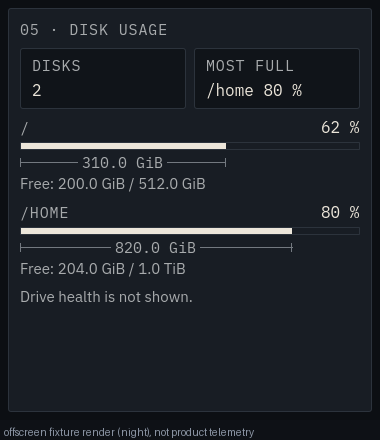 05 · DISK USAGE
DISKS
2
MOST FULL
/home 80 %
/ 62 %
310.0 GiB
Free: 200.0 GiB / 512.0 GiB
/HOME 80 %
820.0 GiB
Free: 204.0 GiB / 1.0 TiB
Drive health is not shown.
offscreen fixture render (night), not product telemetry